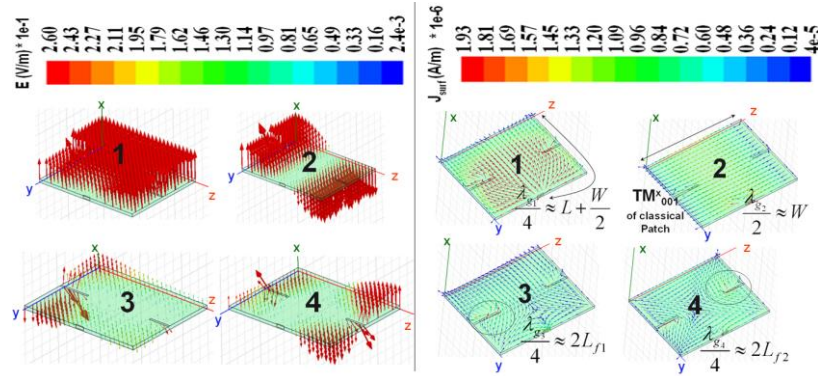 E (V/m) * 1e-1
2.60
2.43
2.27
2.11
1.95
1.79
1.62
1.46
1.30
1.14
0.97
0.81
0.65
0.49
0.33
0.16
2.4e-3
J_surf (A/m) * 1e-6
1.93
1.81
1.69
1.57
1.45
1.33
1.20
1.09
0.96
0.84
0.72
0.60
0.48
0.36
0.24
0.12
4e-5
x
1
y
z
x
2
y
z
x
3
y
z
x
4
y
z
x
z
1
y
λ_g1/4 ≈ L + W/2
x
z
2
TM^x_001
of classical
Patch
y
λ_g2/2 ≈ W
x
z
3
y
λ_g3/4 ≈ 2L_f1
x
z
4
y
λ_g4/4 ≈ 2L_f2